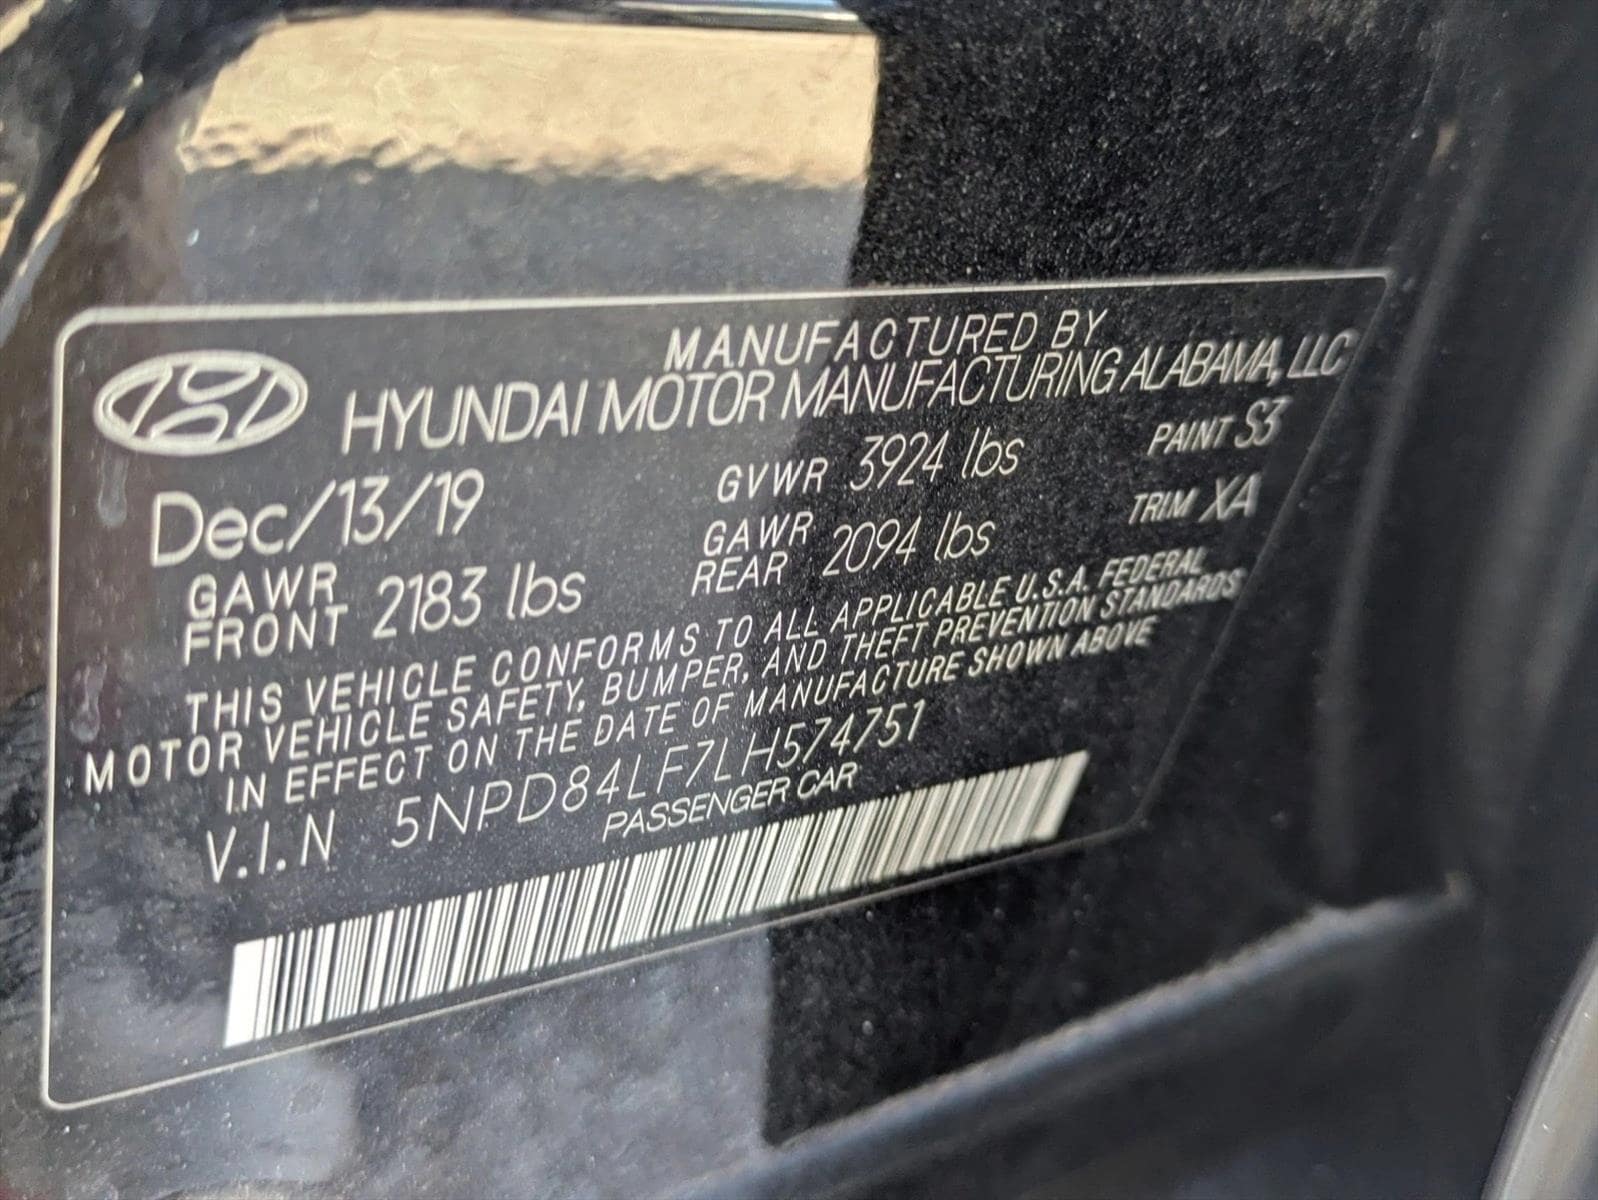 MANUFACTURED BY
HYUNDAI MOTOR MANUFACTURING ALABAMA, LLC
Dec/13/19 GVWR 3924 lbs PAINT S3
GAWR FRONT 2183 lbs GAWR REAR 2094 lbs TRIM XA
THIS VEHICLE CONFORMS TO ALL APPLICABLE U.S.A. FEDERAL
MOTOR VEHICLE SAFETY, BUMPER, AND THEFT PREVENTION STANDARDS
IN EFFECT ON THE DATE OF MANUFACTURE SHOWN ABOVE
V.I.N 5NPD84LF7LH574751
PASSENGER CAR